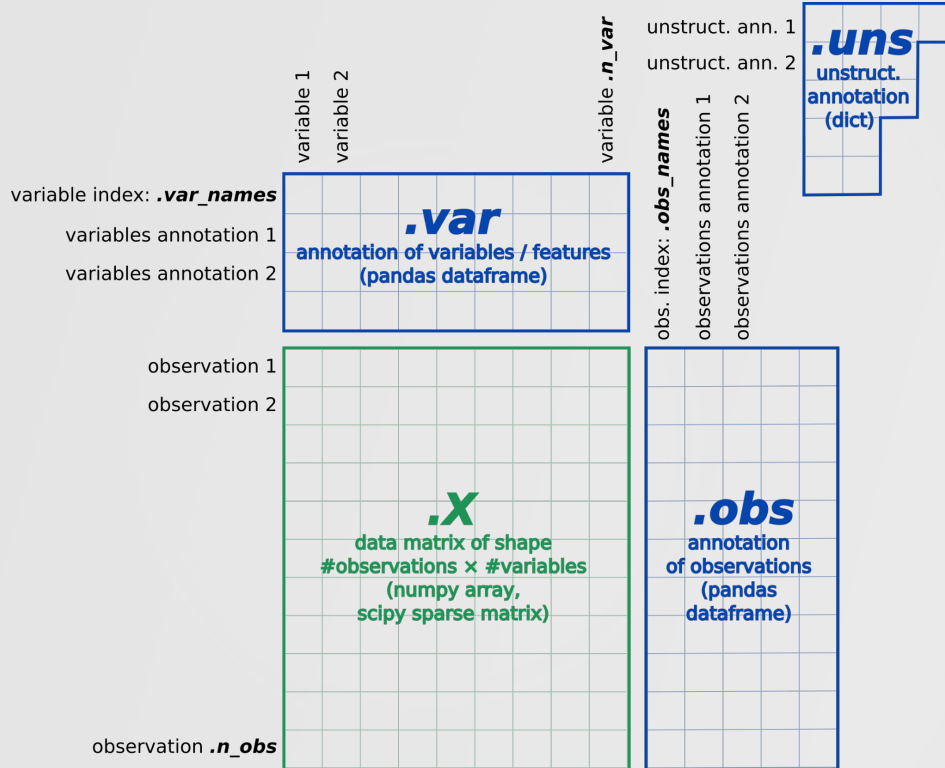 unstruct. ann. 1
unstruct. ann. 2
.uns
unstruct.
annotation
(dict)
variable 1
variable 2
variable .n_var
obs. index: .obs_names
observations annotation 1
observations annotation 2
variable index: .var_names
variables annotation 1
variables annotation 2
.var
annotation of variables / features
(pandas dataframe)
observation 1
observation 2
observation .n_obs
.X
data matrix of shape
#observations × #variables
(numpy array,
scipy sparse matrix)
.obs
annotation
of observations
(pandas
dataframe)